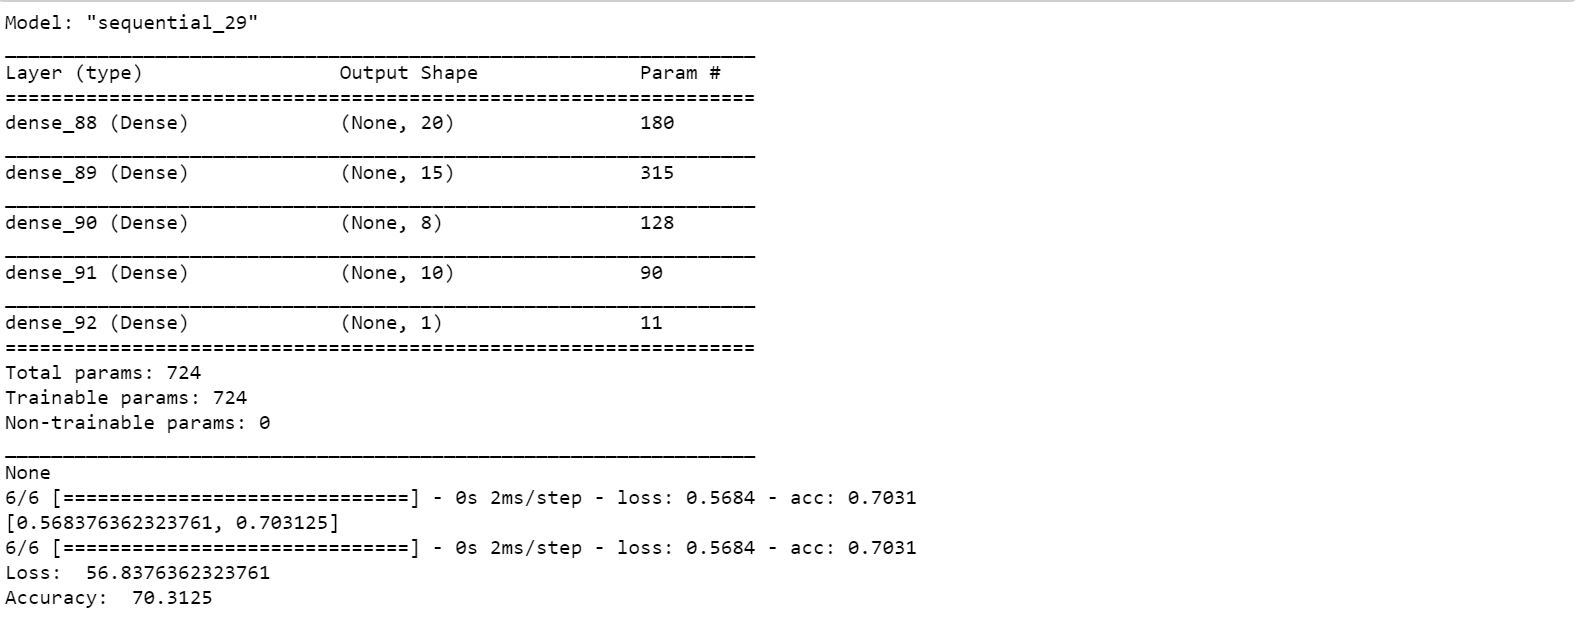 Model: "sequential_29"
_________________________________________________________________
Layer (type)                 Output Shape              Param #
=================================================================
dense_88 (Dense)             (None, 20)                180
_________________________________________________________________
dense_89 (Dense)             (None, 15)                315
_________________________________________________________________
dense_90 (Dense)             (None, 8)                 128
_________________________________________________________________
dense_91 (Dense)             (None, 10)                90
_________________________________________________________________
dense_92 (Dense)             (None, 1)                 11
=================================================================
Total params: 724
Trainable params: 724
Non-trainable params: 0
_________________________________________________________________
None
6/6 [==============================] - 0s 2ms/step - loss: 0.5684 - acc: 0.7031
[0.568376362323761, 0.703125]
6/6 [==============================] - 0s 2ms/step - loss: 0.5684 - acc: 0.7031
Loss:  56.8376362323761
Accuracy:  70.3125